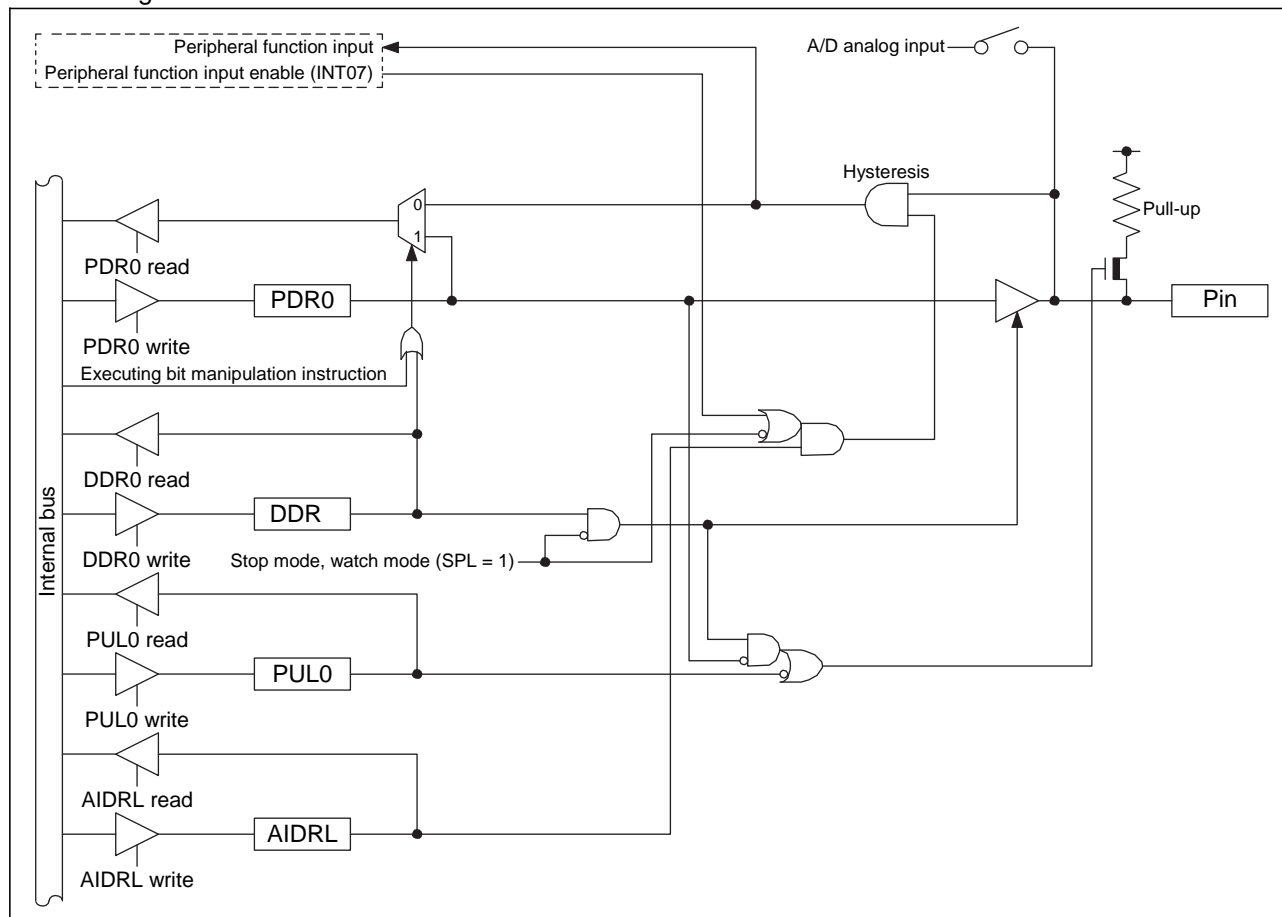 Peripheral function input
A/D analog input
Peripheral function input enable (INT07)
Hysteresis
0
Pull-up
1
PDR0 read
PDR0
Pin
PDR0 write
Executing bit manipulation instruction
DDR0 read
DDR
Internal bus
DDR0 write
Stop mode, watch mode (SPL = 1)
PUL0 read
PUL0
PUL0 write
AIDRL read
AIDRL
AIDRL write